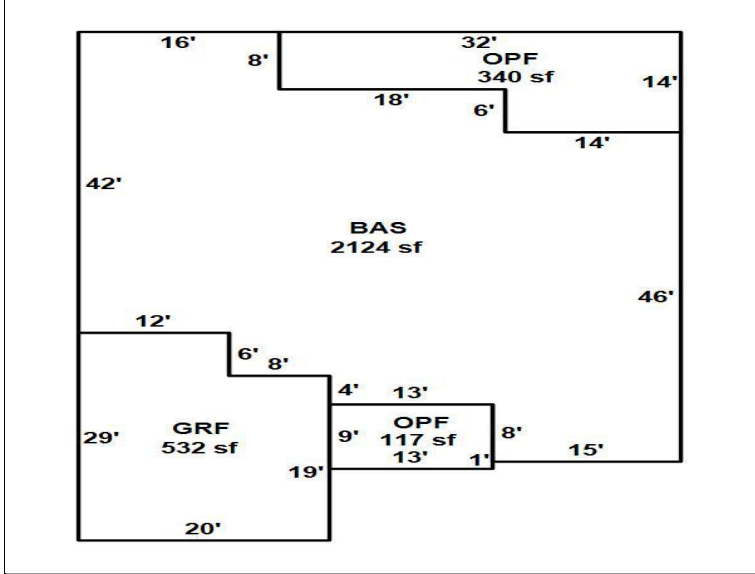 16'
32'
8'
OPF
340 sf
14'
18'
6'
14'
42'
BAS
2124 sf
46'
12'
6'
8'
4'
13'
GRF
532 sf
OPF
117 sf
29'
9'
8'
13'
1'
15'
19'
20'